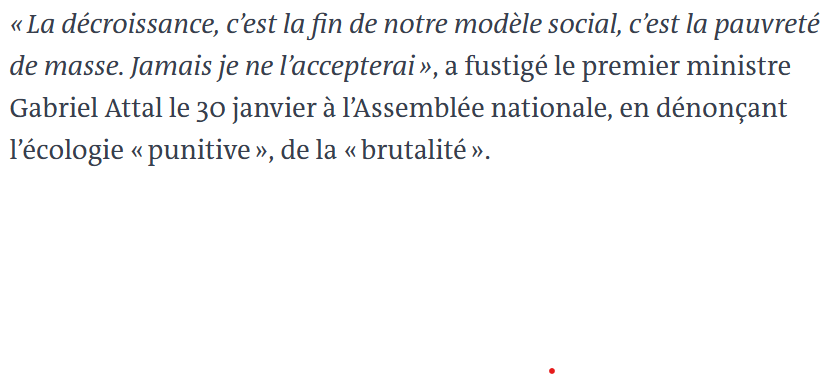 « La décroissance, c’est la fin de notre modèle social, c’est la pauvreté
de masse. Jamais je ne l’accepterai », a fustigé le premier ministre
Gabriel Attal le 30 janvier à l’Assemblée nationale, en dénonçant
l’écologie « punitive », de la « brutalité ».